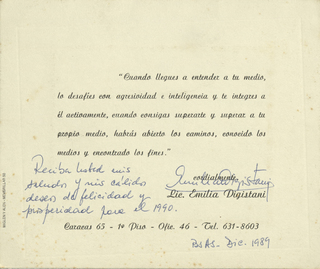 "Cuando llegues a entender a tu medio,
lo desafíes con agresividad e inteligencia y te integres a
él activamente, cuando consigas superarte y superar a tu
propio medio, habrás abierto los caminos, conocido los
medios y encontrado los fines."
Reciba Usted mis
saludos y mis cálidos
deseos de felicidad y
prosperidad para el 1990.
cordialmente,
Emilia Digistani
Lic. Emilia Digistani
Caracas 65 - 1º Piso - Ofic. 46 - Tel. 631-8603
Bs As - Dic. 1989